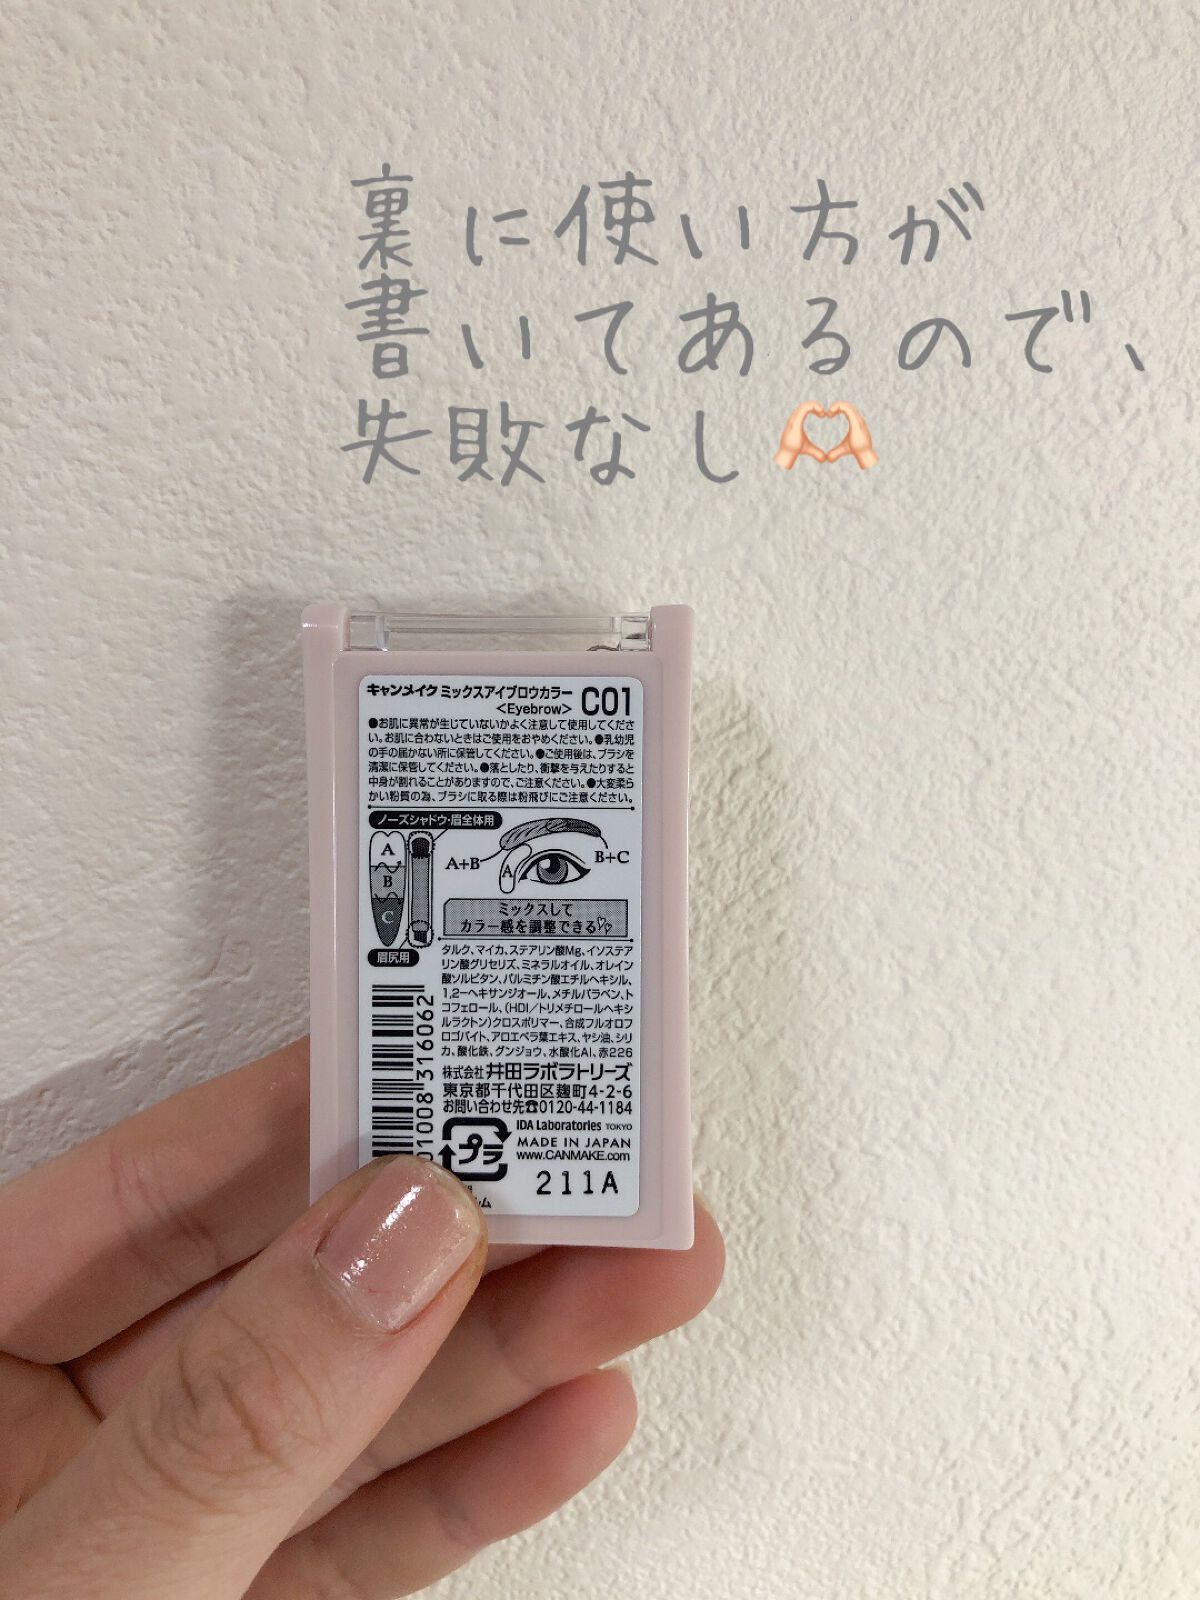 裏に使い方が
書いてあるので、
失敗なし🫶🏻
キャンメイク ミックスアイブロウカラー C01
<Eyebrow>
●お肌に異常が生じていないかよく注意して使用してくださ
い。お肌に合わないときはご使用をおやめください。●乳幼児
の手の届かない所に保管してください。●ご使用後は、ブラシを
清潔に保管してください。●落としたり、衝撃を与えたりすると
中身が割れることがありますので、ご注意ください。●大変柔ら
かい粉質の為、ブラシに取る際は粉飛びにご注意ください。
ノーズシャドウ・眉全体用
A
B
C
眉尻用
A+B
A
B+C
ミックスして
カラー感を調整できる♡♡
タルク、マイカ、ステアリン酸Mg、イソステア
リン酸グリセリズ、ミネラルオイル、オレイン
酸ソルビタン、パルミチン酸エチルヘキシル、
1,2-ヘキサンジオール、メチルパラベン、ト
コフェロール、(HDI/トリメチロールヘキシ
ルラクトン)クロスポリマー、合成フルオロフ
ロゴパイト、アロエベラ葉エキス、ヤシ油、シリ
カ、酸化鉄、グンジョウ、水酸化Al、赤226
株式会社 井田ラボラトリーズ
東京都千代田区麹町4-2-6
お問い合わせ先☎0120-44-1184
IDA Laboratories TOKYO
MADE IN JAPAN
www.CANMAKE.com
211A
プラ
01008 316062